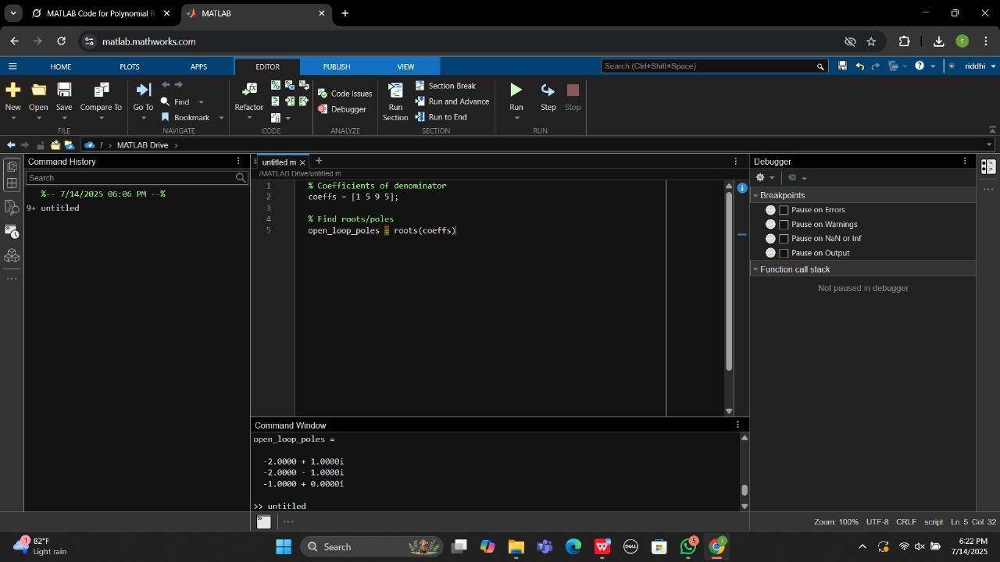 MATLAB Code for Polynomial R
MATLAB
matlab.mathworks.com
r
HOME
PLOTS
APPS
EDITOR
PUBLISH
VIEW
Search (Ctrl+Shift+Space)
riddhi
New
Open
Save
Compare To
Go To
Find
Bookmark
Refactor
Code Issues
Debugger
Run
Section
Section Break
Run and Advance
Run to End
Run
Step
Stop
FILE
NAVIGATE
CODE
ANALYZE
SECTION
RUN
/ > MATLAB Drive >
Command History
Search
%-- 7/14/2025 06:06 PM --%
9+ untitled
untitled.m
/MATLAB Drive/untitled.m
1 % Coefficients of denominator
2 coeffs = [1 5 9 5];
3
4 % Find roots/poles
5 open_loop_poles = roots(coeffs)
Command Window
open_loop_poles =
-2.0000 + 1.0000i
-2.0000 - 1.0000i
-1.0000 + 0.0000i
>> untitled
Debugger
Breakpoints
Pause on Errors
Pause on Warnings
Pause on NaN or Inf
Pause on Output
Function call stack
Not paused in debugger
Zoom: 100% UTF-8 CRLF script Ln 5 Col 32
1
82°F
Light rain
Search
DELL
5
r
6:22 PM
7/14/2025